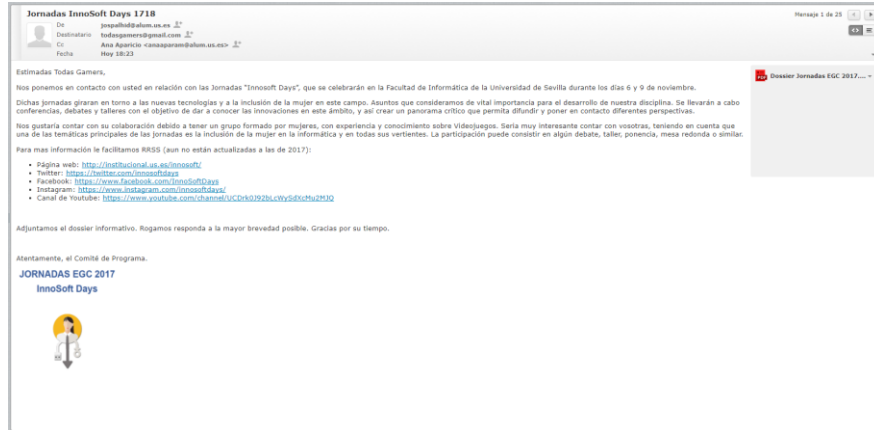 Jornadas InnoSoft Days 1718
Mensaje 1 de 25
De jospalhid@alum.us.es
Destinatario todasgamers@gmail.com
Cc Ana Aparicio <anaaparam@alum.us.es>
Fecha Hoy 18:23
Dossier Jornadas EGC 2017....
Estimadas Todas Gamers,
Nos ponemos en contacto con usted en relación con las Jornadas "Innosoft Days", que se celebrarán en la Facultad de Informática de la Universidad de Sevilla durante los días 6 y 9 de noviembre.
Dichas jornadas giraran en torno a las nuevas tecnologías y a la inclusión de la mujer en este campo. Asuntos que consideramos de vital importancia para el desarrollo de nuestra disciplina. Se llevarán a cabo
conferencias, debates y talleres con el objetivo de dar a conocer las innovaciones en este ámbito, y así crear un panorama crítico que permita difundir y poner en contacto diferentes perspectivas.
Nos gustaría contar con su colaboración debido a tener un grupo formado por mujeres, con experiencia y conocimiento sobre Videojuegos. Sería muy interesante contar con vosotras, teniendo en cuenta que
una de las temáticas principales de las jornadas es la inclusión de la mujer en la informática y en todas sus vertientes. La participación puede consistir en algún debate, taller, ponencia, mesa redonda o similar.
Para mas información le facilitamos RRSS (aun no están actualizadas a las de 2017):
• Página web: http://institucional.us.es/innosoft/
• Twitter: https://twitter.com/innosoftdays
• Facebook: https://www.facebook.com/InnoSoftDays
• Instagram: https://www.instagram.com/innosoftdays/
• Canal de Youtube:
Adjuntamos el dossier informativo. Rogamos responda a la mayor brevedad posible. Gracias por su tiempo.
Atentamente, el Comité de Programa.
JORNADAS EGC 2017
InnoSoft Days